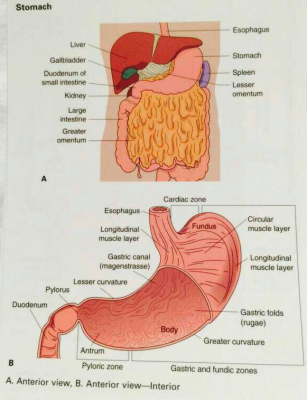 Stomach
Esophagus
Liver
Gallbladder
Duodenum of
small intestine
Kidney
Large
intestine
Greater
omentum
Stomach
Spleen
Lesser
omentum
A
Cardiac zone
Esophagus
Fundus
Circular
muscle layer
Longitudinal
muscle layer
Longitudinal
muscle layer
Gastric canal
(magenstrasse)
Lesser curvature
Pylorus
Duodenum
Gastric folds
(rugae)
Body
Greater curvature
Antrum
B
Pyloric zone
Gastric and fundic zones
A. Anterior view, B. Anterior view—Interior